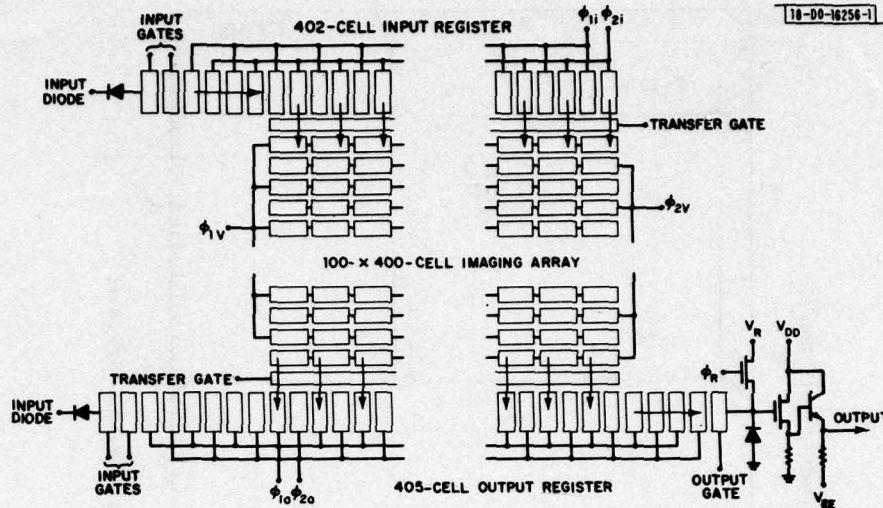 18-DO-16256-1
INPUT GATES
402-CELL INPUT REGISTER
ϕ1i ϕ2i
INPUT DIODE
TRANSFER GATE
ϕ1V
ϕ2V
100- × 400-CELL IMAGING ARRAY
VR
VDD
TRANSFER GATE
ϕR
INPUT DIODE
OUTPUT
INPUT GATES
ϕ1o ϕ2o
405-CELL OUTPUT REGISTER
OUTPUT GATE
VEE